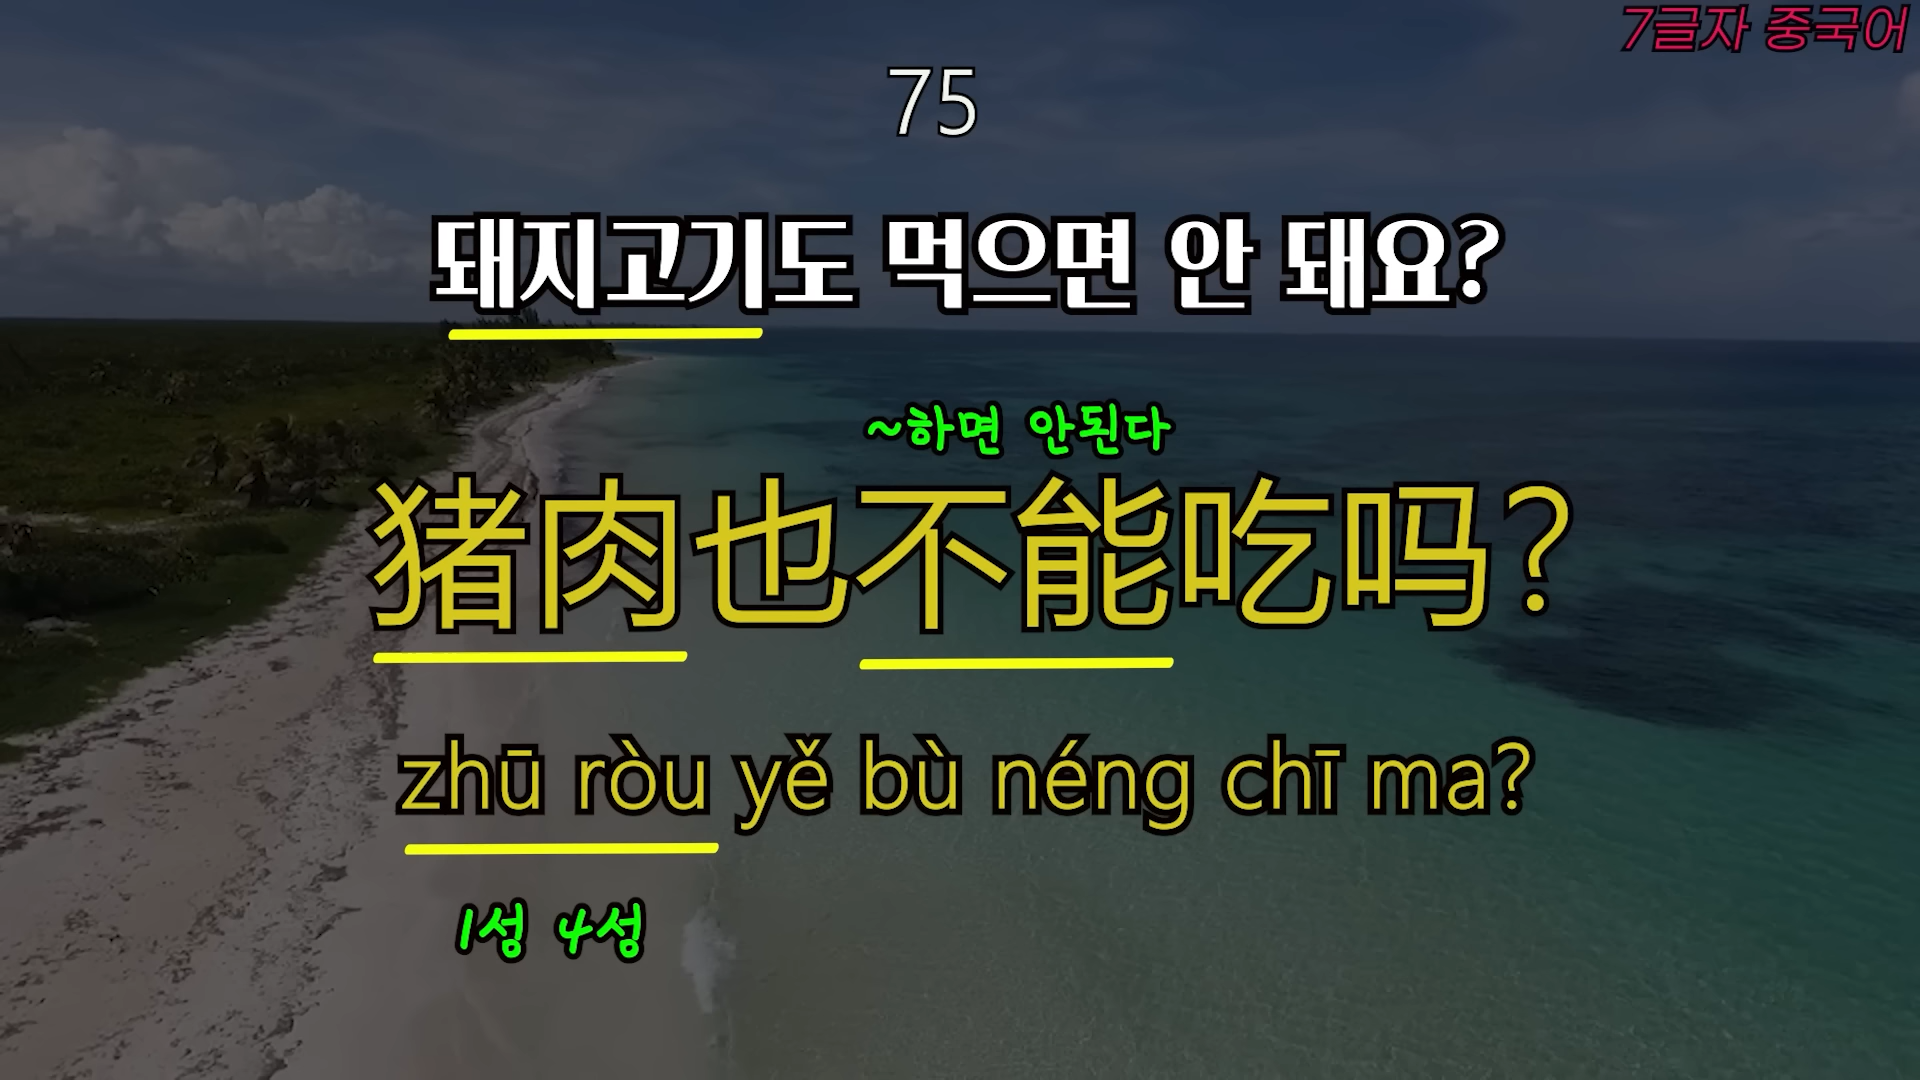 7글자 중국어
75
돼지고기도 먹으면 안 돼요?
~하면 안된다
猪肉也不能吃吗?
zhū ròu yě bù néng chī ma?
1성 4성